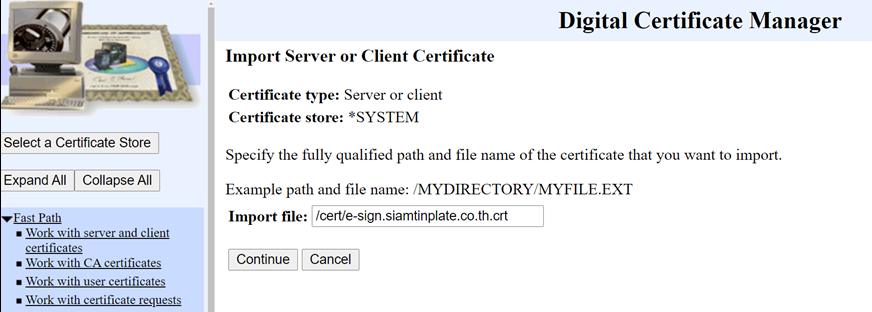 Digital Certificate Manager
Select a Certificate Store
Expand All Collapse All
Fast Path
Work with server and client
certificates
Work with CA certificates
Work with user certificates
Work with certificate requests
Import Server or Client Certificate
Certificate type: Server or client
Certificate store: *SYSTEM
Specify the fully qualified path and file name of the certificate that you want to import.
Example path and file name: /MYDIRECTORY/MYFILE.EXT
Import file: /cert/e-sign.siamtinplate.co.th.crt
Continue Cancel